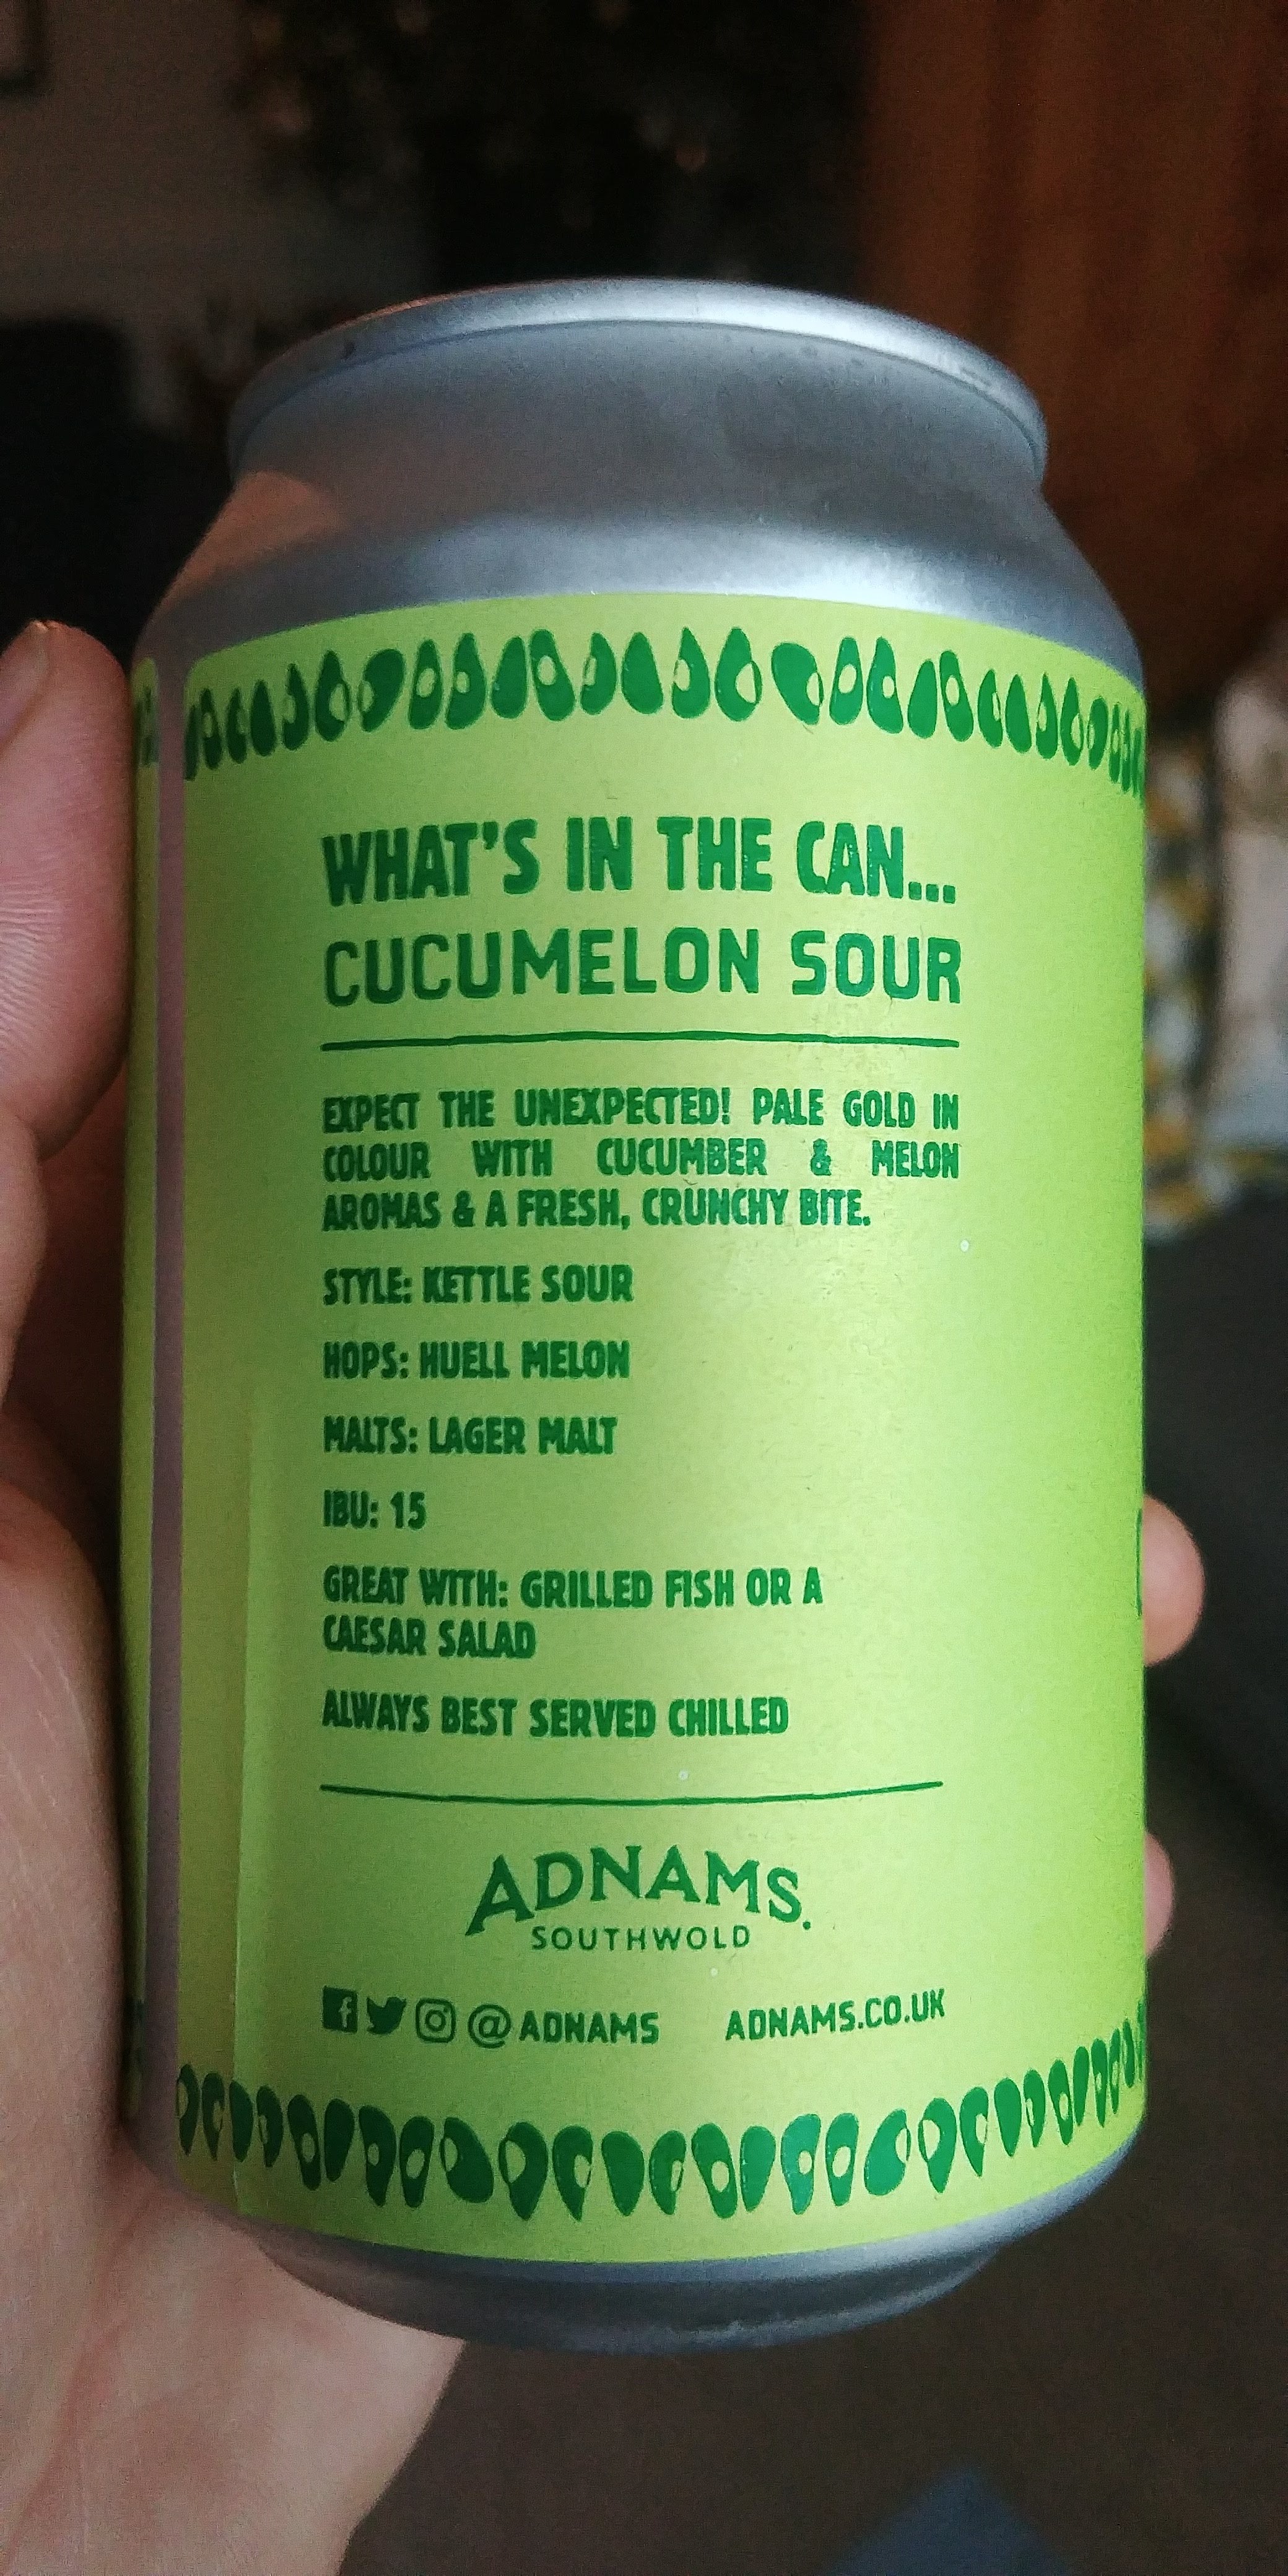 WHAT'S IN THE CAN...
CUCUMELON SOUR
EXPECT THE UNEXPECTED! PALE GOLD IN
COLOUR WITH CUCUMBER & MELON
AROMAS & A FRESH, CRUNCHY BITE.
STYLE: KETTLE SOUR
HOPS: HUELL MELON
MALTS: LAGER MALT
IBU: 15
GREAT WITH: GRILLED FISH OR A
CAESAR SALAD
ALWAYS BEST SERVED CHILLED
ADNAMS.
SOUTHWOLD
@ADNAMS ADNAMS.CO.UK